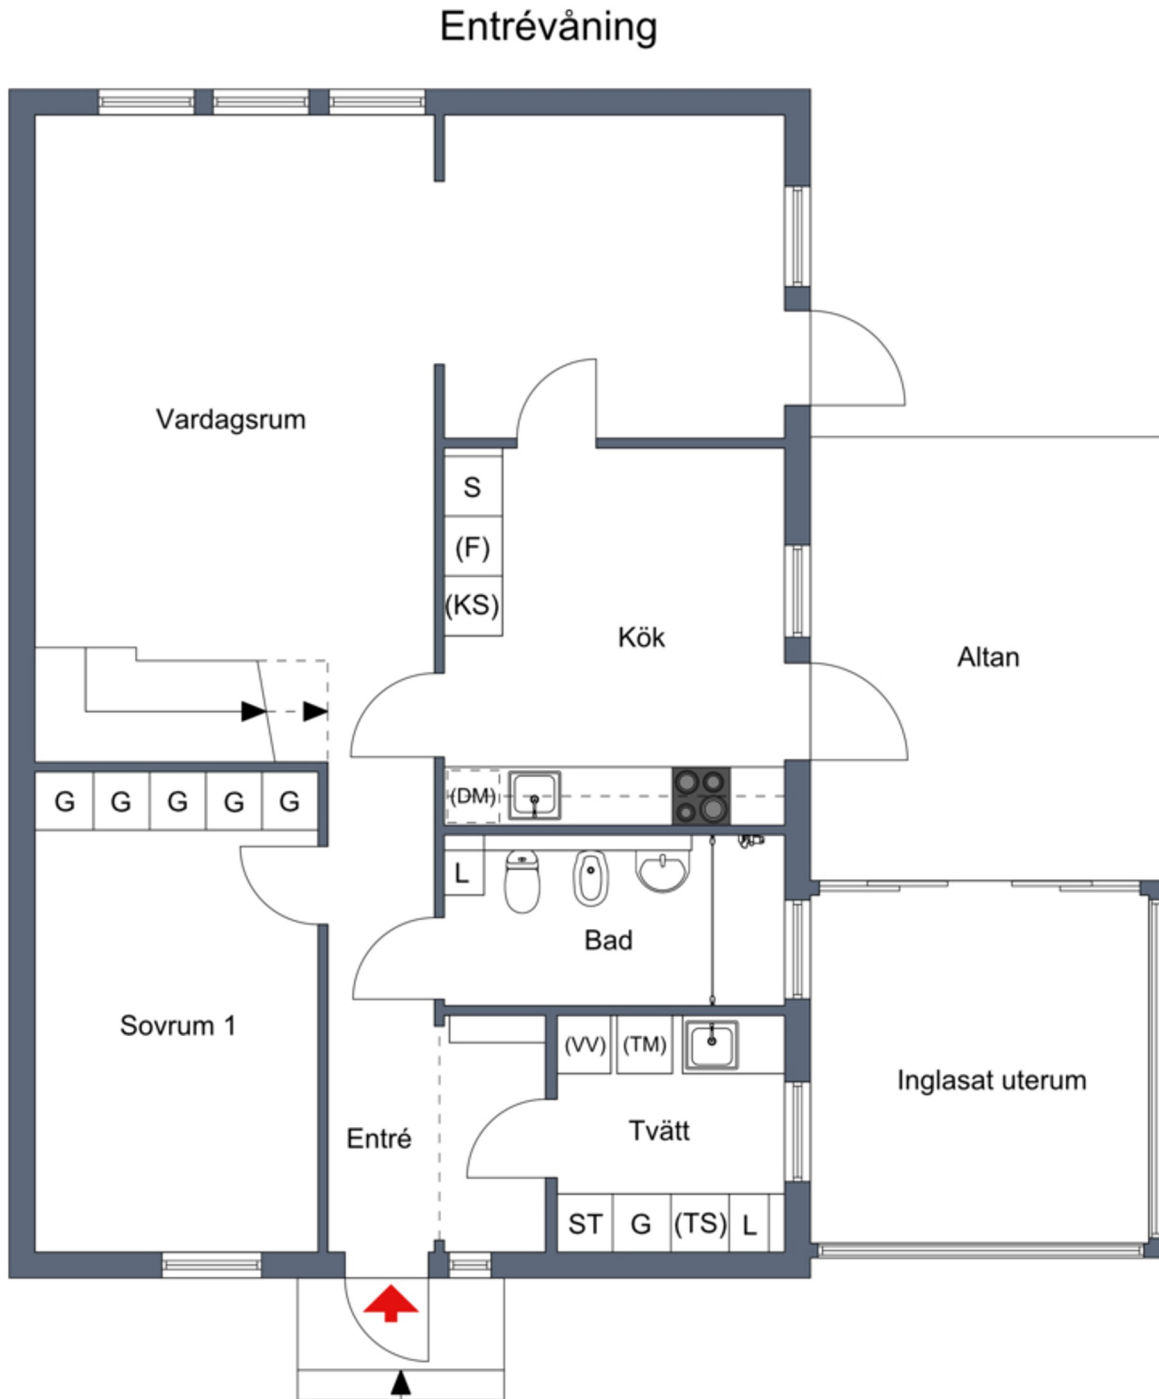 Entrévåning
Vardagsrum
S
(F)
(KS)
Kök
Altan
G G G G G
(DM)
L
Bad
Sovrum 1
(VV) (TM)
Inglasat uterum
Entré
Tvätt
ST G (TS) L